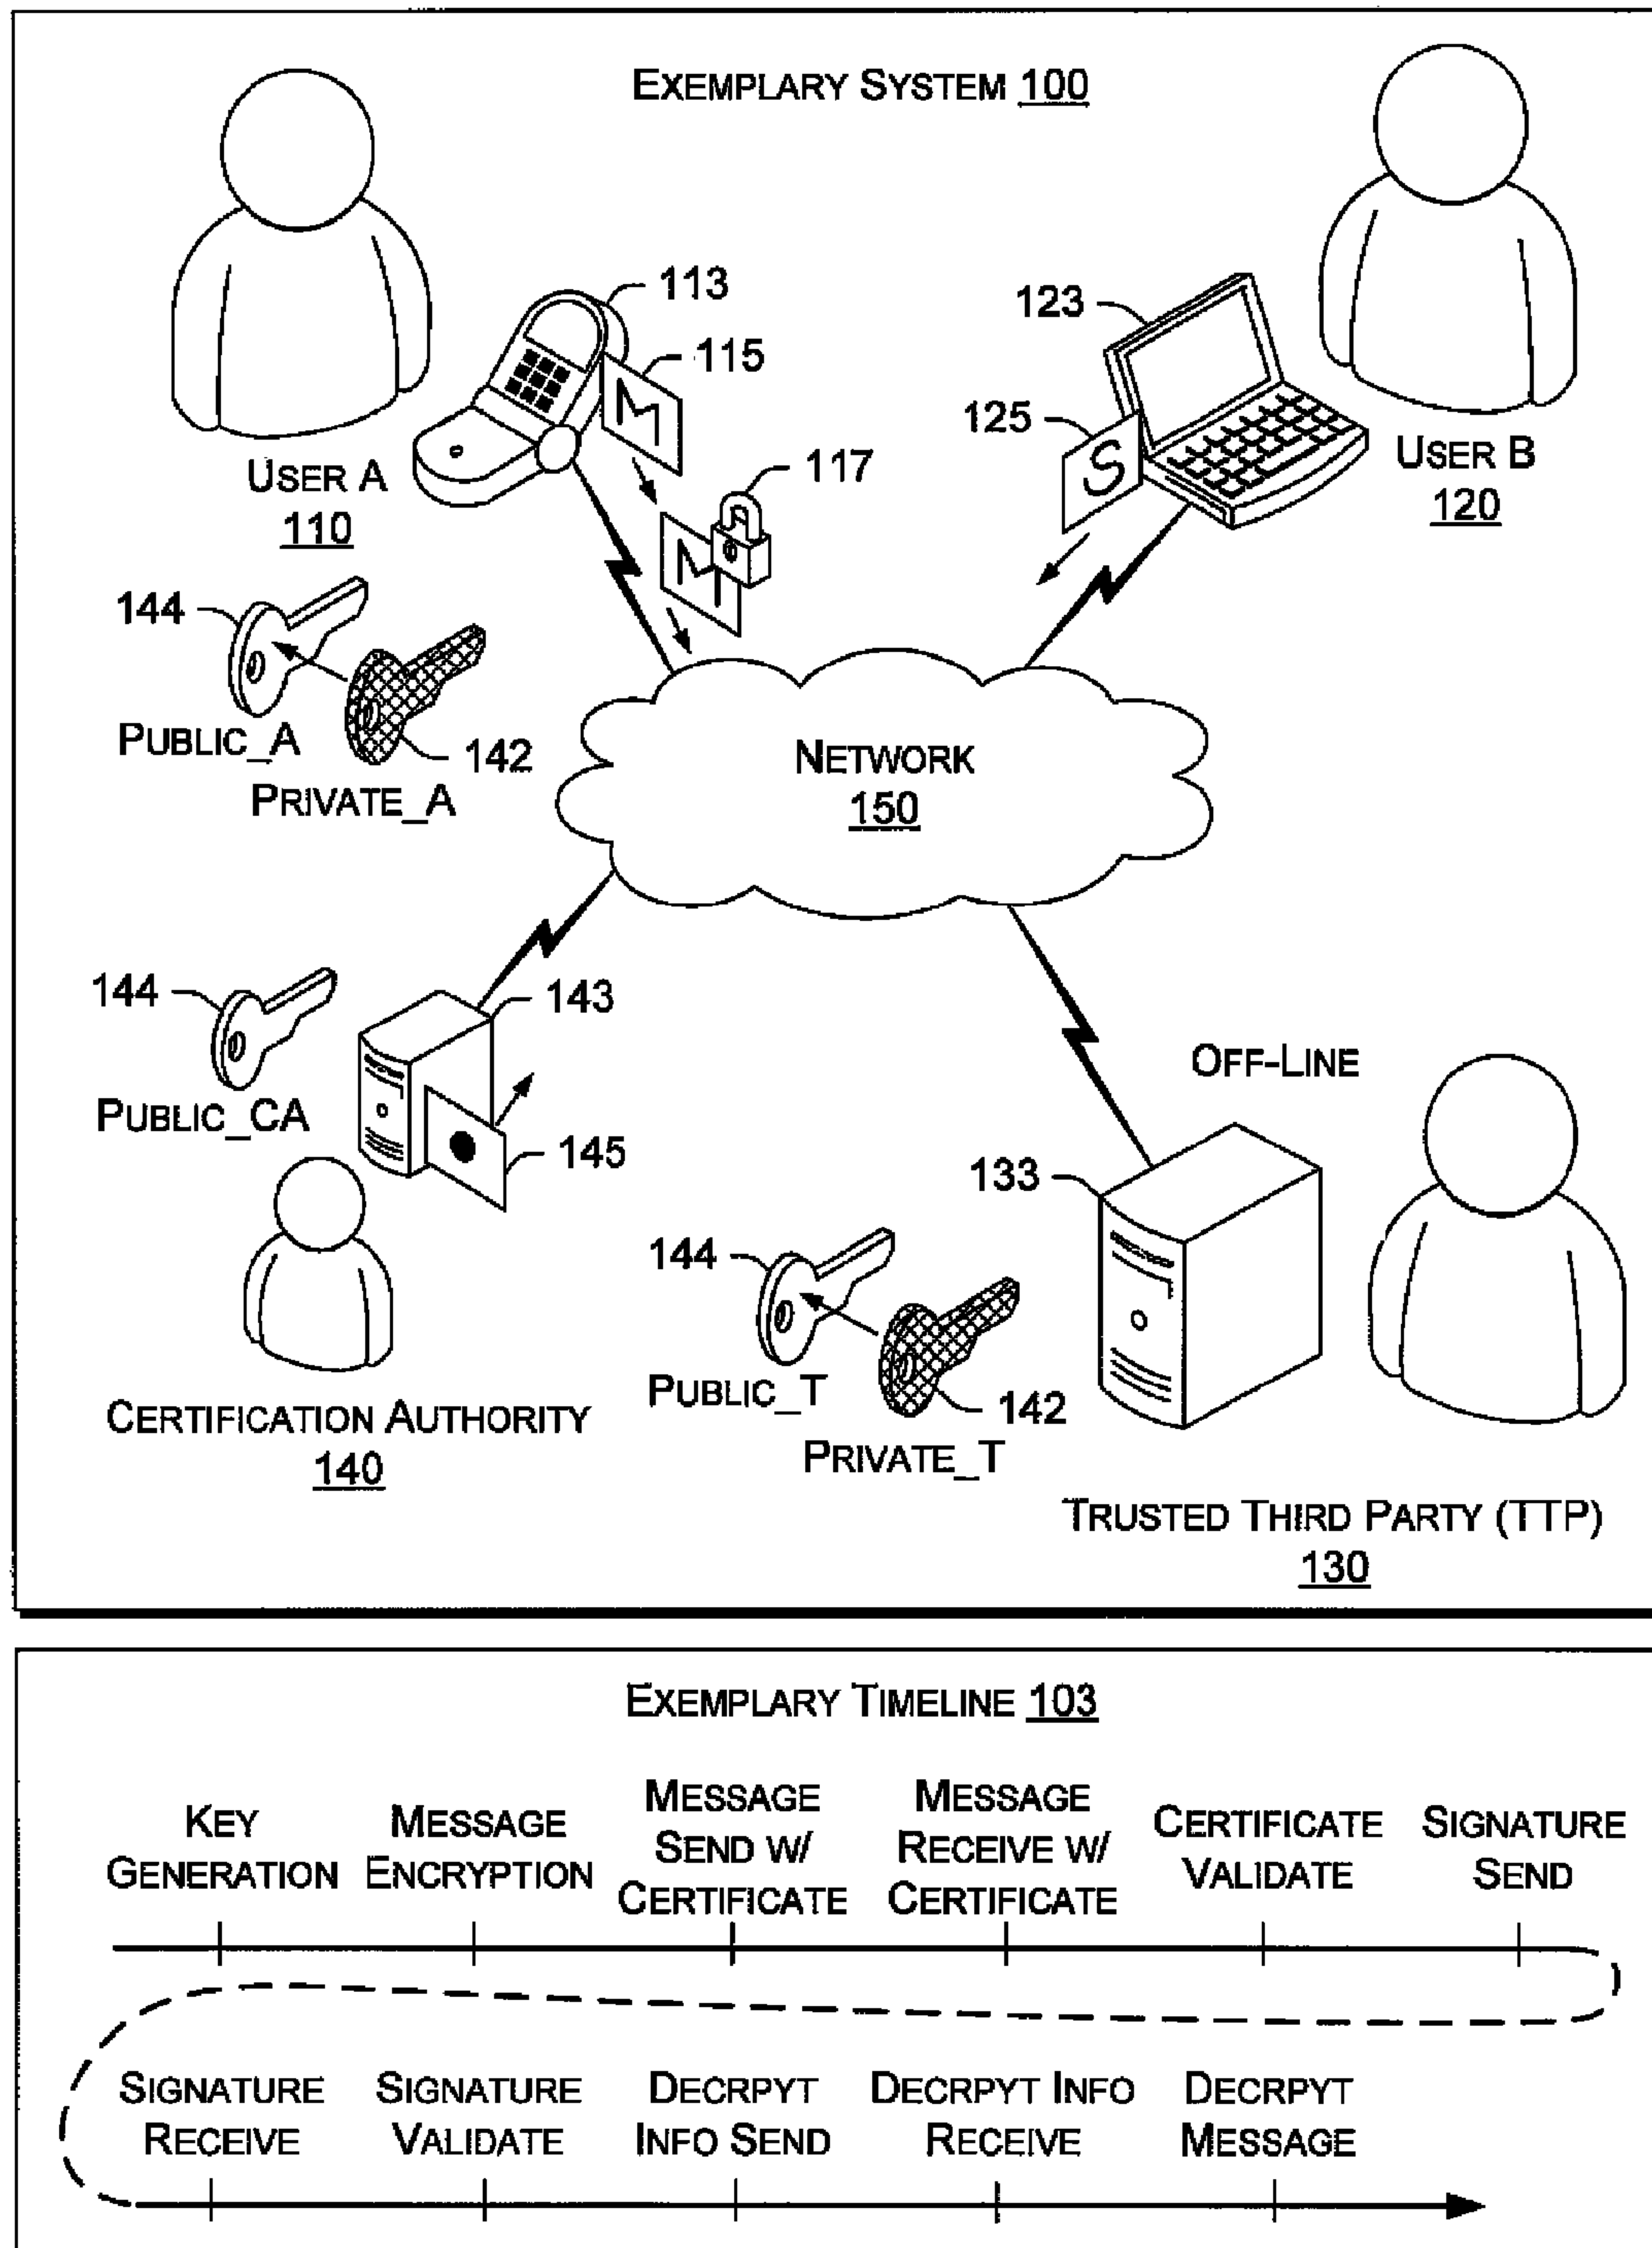 EXEMPLARY SYSTEM 100
113
115
M
USER A
110
117
M
123
125
S
USER B
120
144
PUBLIC_A
142
PRIVATE_A
NETWORK
150
144
PUBLIC_CA
143
145
CERTIFICATION AUTHORITY
140
OFF-LINE
133
144
PUBLIC_T
142
PRIVATE_T
TRUSTED THIRD PARTY (TTP)
130
EXEMPLARY TIMELINE 103
KEY
GENERATION
MESSAGE
ENCRYPTION
MESSAGE
SEND W/
CERTIFICATE
MESSAGE
RECEIVE W/
CERTIFICATE
CERTIFICATE
VALIDATE
SIGNATURE
SEND
SIGNATURE
RECEIVE
SIGNATURE
VALIDATE
DECRPYT
INFO SEND
DECRPYT INFO
RECEIVE
DECRPYT
MESSAGE